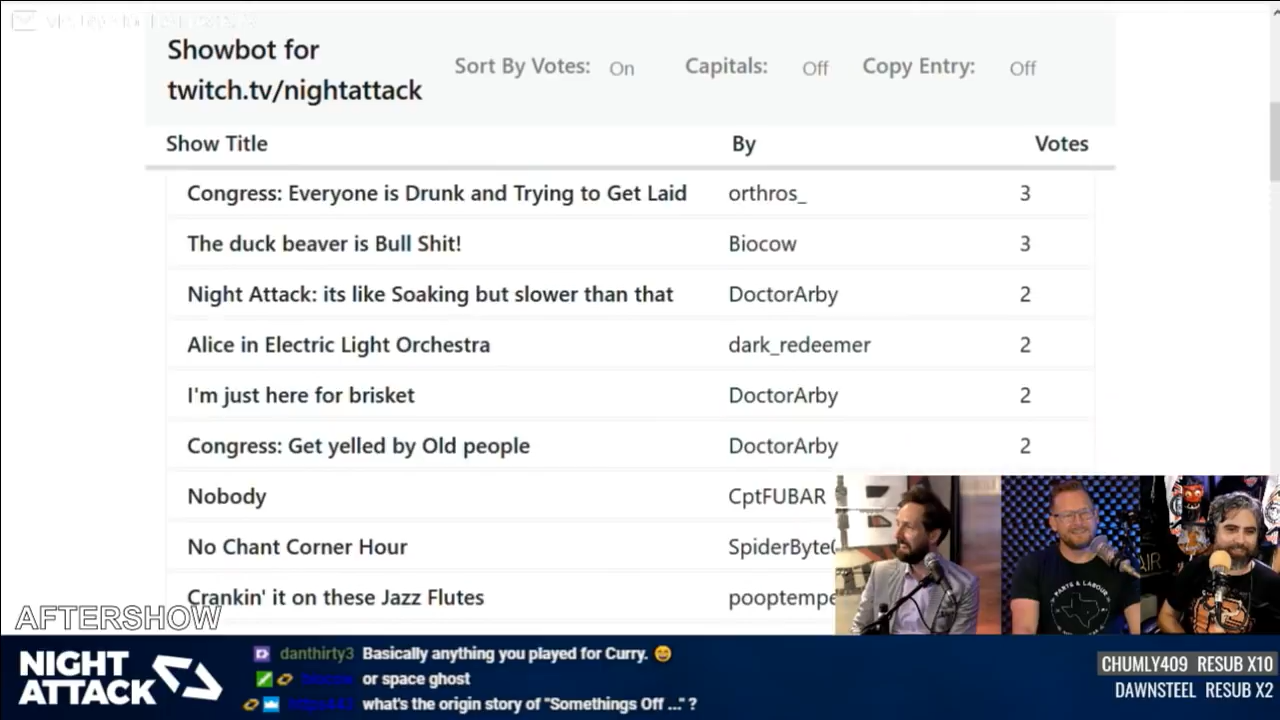 Showbot for
twitch.tv/nightattack
Sort By Votes: On Capitals: Off Copy Entry: Off
Show Title By Votes
Congress: Everyone is Drunk and Trying to Get Laid orthros_ 3
The duck beaver is Bull Shit! Biocow 3
Night Attack: its like Soaking but slower than that DoctorArby 2
Alice in Electric Light Orchestra dark_redeemer 2
I'm just here for brisket DoctorArby 2
Congress: Get yelled by Old people DoctorArby 2
Nobody CptFUBAR
No Chant Corner Hour SpiderByte
Crankin' it on these Jazz Flutes pooptempe
PARTS & LABOUR
AFTERSHOW
NIGHT
ATTACK
danthirty3 Basically anything you played for Curry. 😄
or space ghost
what's the origin story of "Somethings Off ..." ?
CHUMLY409 RESUB X10
DAWNSTEEL RESUB X2